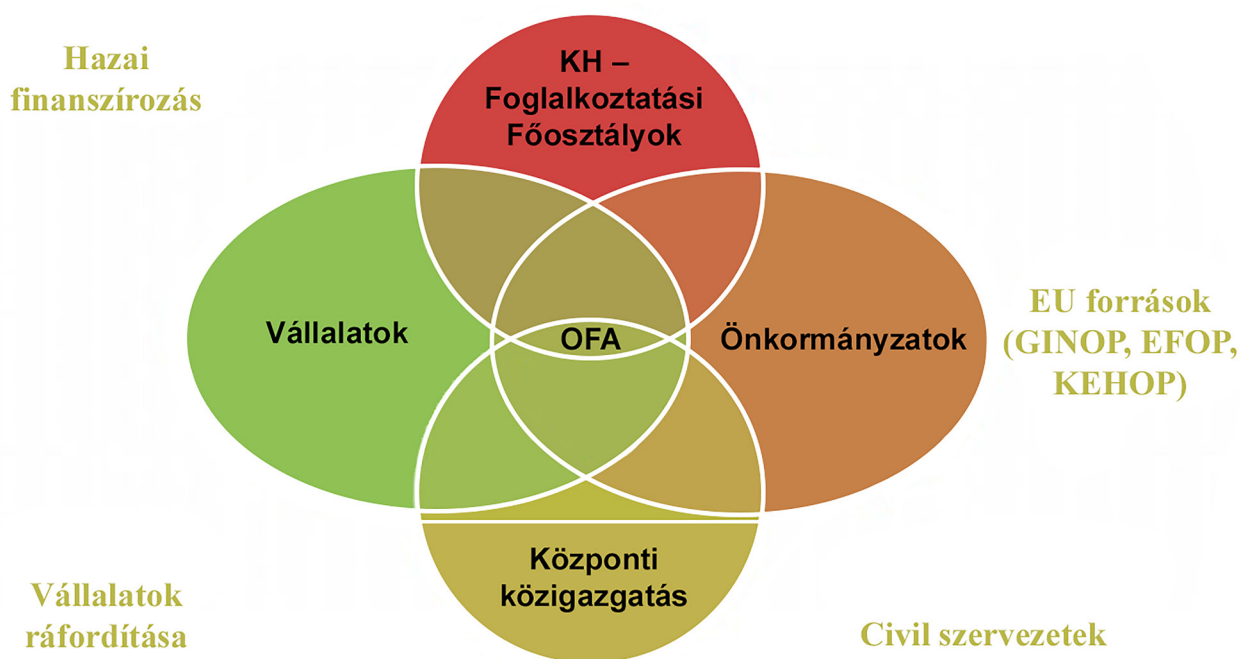 Hazai
finanszírozás
KH –
Foglalkoztatási
Főosztályok
Vállalatok
OFA
Önkormányzatok
EU források
(GINOP, EFOP,
KEHOP)
Központi
közigazgatás
Vállalatok
ráfordítása
Civil szervezetek